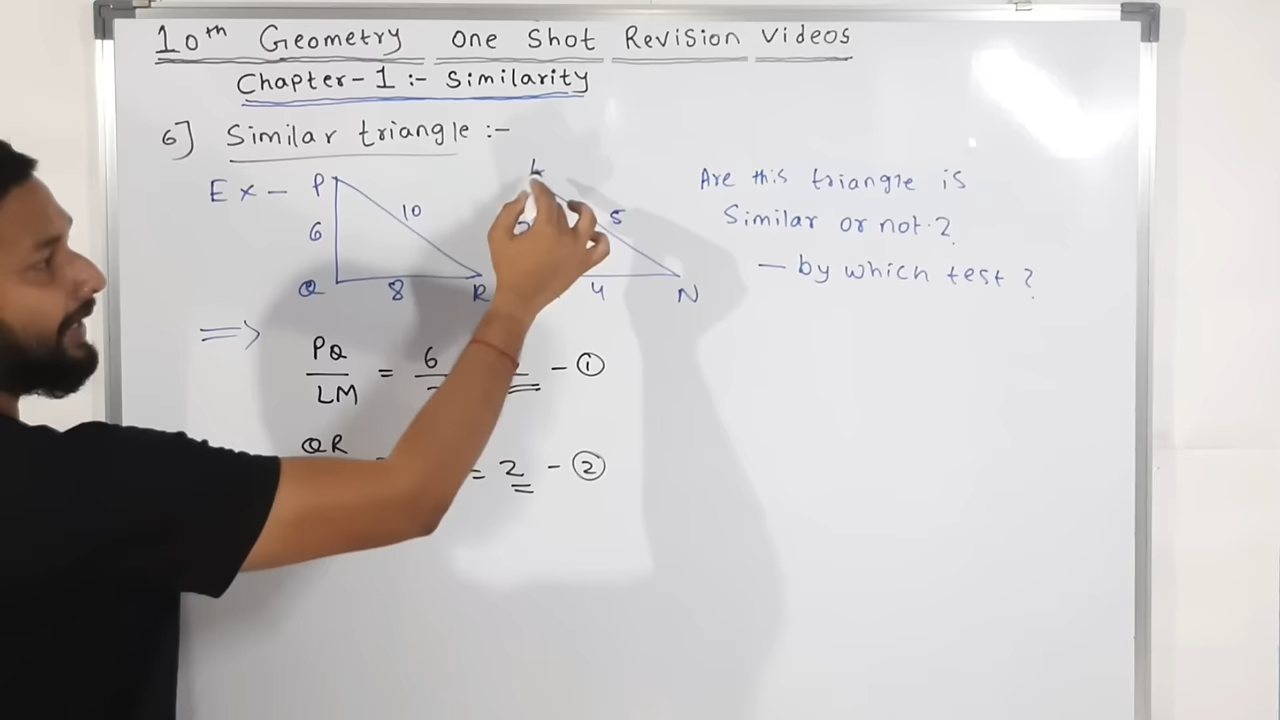 10th Geometry one Shot Revision Videos
Chapter-1 :- Similarity
6] Similar triangle :-
Ex - P
L
10
5
6
Q 8 R
4 N
Are this triangle is
Similar or not ?
- by which test ?
=>
PQ
LM
= 6
- ①
QR
= 2 - ②